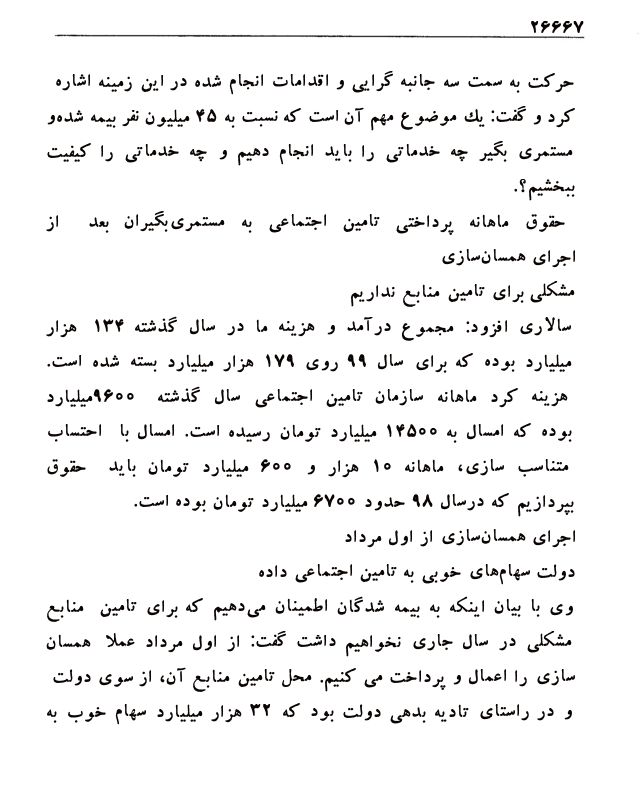 ۲۶۶۶۷
حرکت به سمت سه جانبه گرایی و اقدامات انجام شده در این زمینه اشاره
کرد و گفت: یك موضوع مهم آن است که نسبت به ۴۵ میلیون نفر بیمه شدهو
مستمری بگیر چه خدماتی را باید انجام دهیم و چه خدماتی را کیفیت
ببخشیم؟.
حقوق ماهانه پرداختی تامین اجتماعی به مستمری‌بگیران بعد از
اجرای همسان‌سازی
مشکلی برای تامین منابع نداریم
سالاری افزود: مجموع درآمد و هزینه ما در سال گذشته ۱۳۴ هزار
میلیارد بوده که برای سال ۹۹ روی ۱۷۹ هزار میلیارد بسته شده است.
هزینه کرد ماهانه سازمان تامین اجتماعی سال گذشته ۹۶۰۰میلیارد
بوده که امسال به ۱۴۵۰۰ میلیارد تومان رسیده است. امسال با احتساب
متناسب سازی، ماهانه ۱۰ هزار و ۶۰۰ میلیارد تومان باید حقوق
بپردازیم که درسال ۹۸ حدود ۶۷۰۰ میلیارد تومان بوده است.
اجرای همسان‌سازی از اول مرداد
دولت سهام‌های خوبی به تامین اجتماعی داده
وی با بیان اینکه به بیمه شدگان اطمینان می‌دهیم که برای تامین منابع
مشکلی در سال جاری نخواهیم داشت گفت: از اول مرداد عملا همسان
سازی را اعمال و پرداخت می کنیم. محل تامین منابع آن، از سوی دولت
و در راستای تادیه بدهی دولت بود که ۳۲ هزار میلیارد سهام خوب به